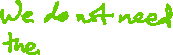 We do not need
the.